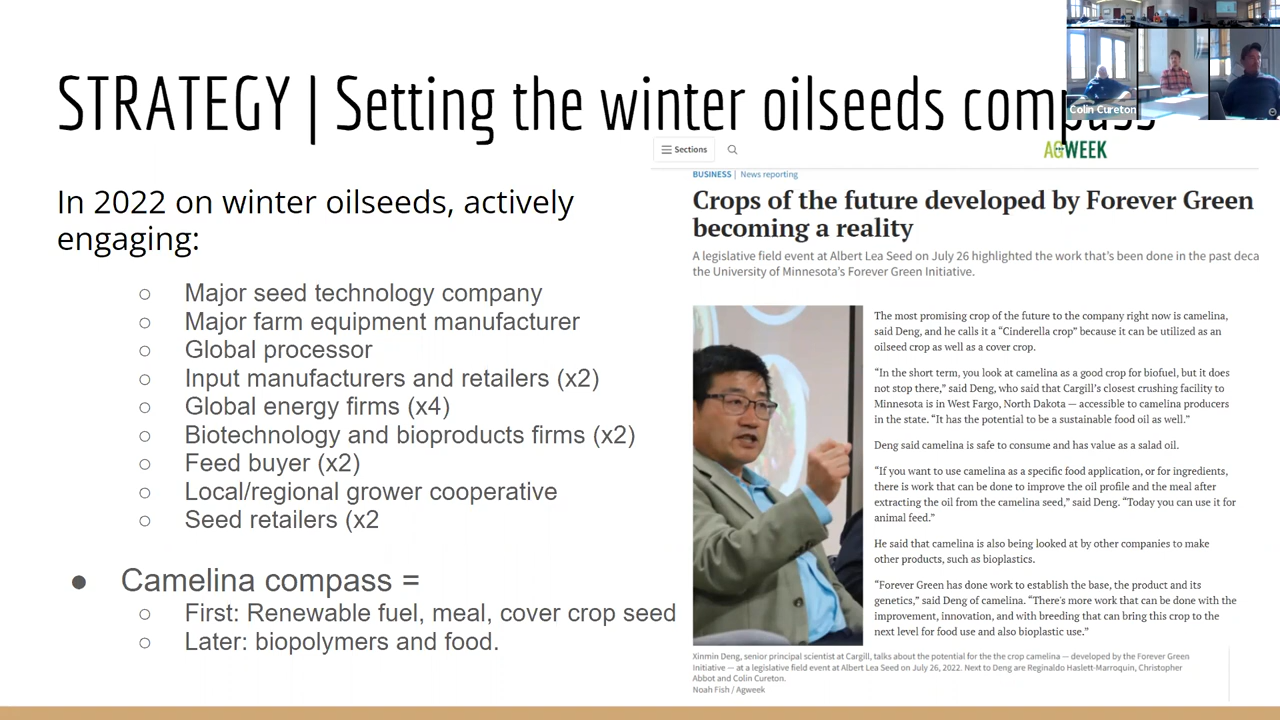 STRATEGY | Setting the winter oilseeds compass
Colin Cureton
In 2022 on winter oilseeds, actively
engaging:
○ Major seed technology company
○ Major farm equipment manufacturer
○ Global processor
○ Input manufacturers and retailers (x2)
○ Global energy firms (x4)
○ Biotechnology and bioproducts firms (x2)
○ Feed buyer (x2)
○ Local/regional grower cooperative
○ Seed retailers (x2
● Camelina compass =
○ First: Renewable fuel, meal, cover crop seed
○ Later: biopolymers and food.
Sections
AGWEEK
BUSINESS | News reporting
Crops of the future developed by Forever Green
becoming a reality
A legislative field event at Albert Lea Seed on July 26 highlighted the work that's been done in the past deca
the University of Minnesota's Forever Green Initiative.
The most promising crop of the future to the company right now is camelina,
said Deng, and he calls it a “Cinderella crop” because it can be utilized as an
oilseed crop as well as a cover crop.
“In the short term, you look at camelina as a good crop for biofuel, but it does
not stop there,” said Deng, who said that Cargill's closest crushing facility to
Minnesota is in West Fargo, North Dakota — accessible to camelina producers
in the state. “It has the potential to be a sustainable food oil as well.”
Deng said camelina is safe to consume and has value as a salad oil.
“If you want to use camelina as a specific food application, or for ingredients,
there is work that can be done to improve the oil profile and the meal after
extracting the oil from the camelina seed,” said Deng. “Today you can use it for
animal feed.”
He said that camelina is also being looked at by other companies to make
other products, such as bioplastics.
“Forever Green has done work to establish the base, the product and its
genetics,” said Deng of camelina. “There's more work that can be done with the
improvement, innovation, and with breeding that can bring this crop to the
next level for food use and also bioplastic use.”
Xinmin Deng, senior principal scientist at Cargill, talks about the potential for the the crop camelina — developed by the Forever Green
Initiative — at a legislative field event at Albert Lea Seed on July 26, 2022. Next to Deng are Reginaldo Haslett-Marroquin, Christopher
Abbot and Colin Cureton.
Noah Fish / Agweek